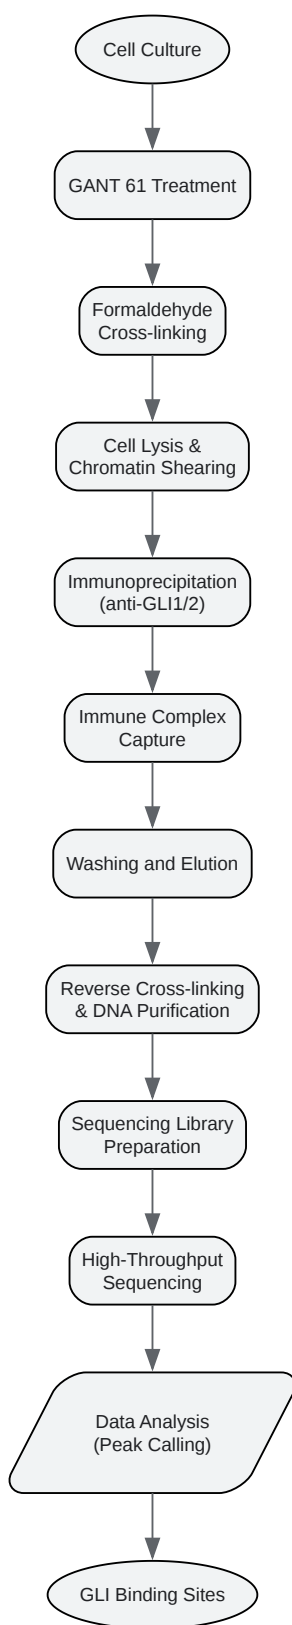 Cell Culture
GANT 61 Treatment
Formaldehyde
Cross-linking
Cell Lysis &
Chromatin Shearing
Immunoprecipitation
(anti-GLI1/2)
Immune Complex
Capture
Washing and Elution
Reverse Cross-linking
& DNA Purification
Sequencing Library
Preparation
High-Throughput
Sequencing
Data Analysis
(Peak Calling)
GLI Binding Sites